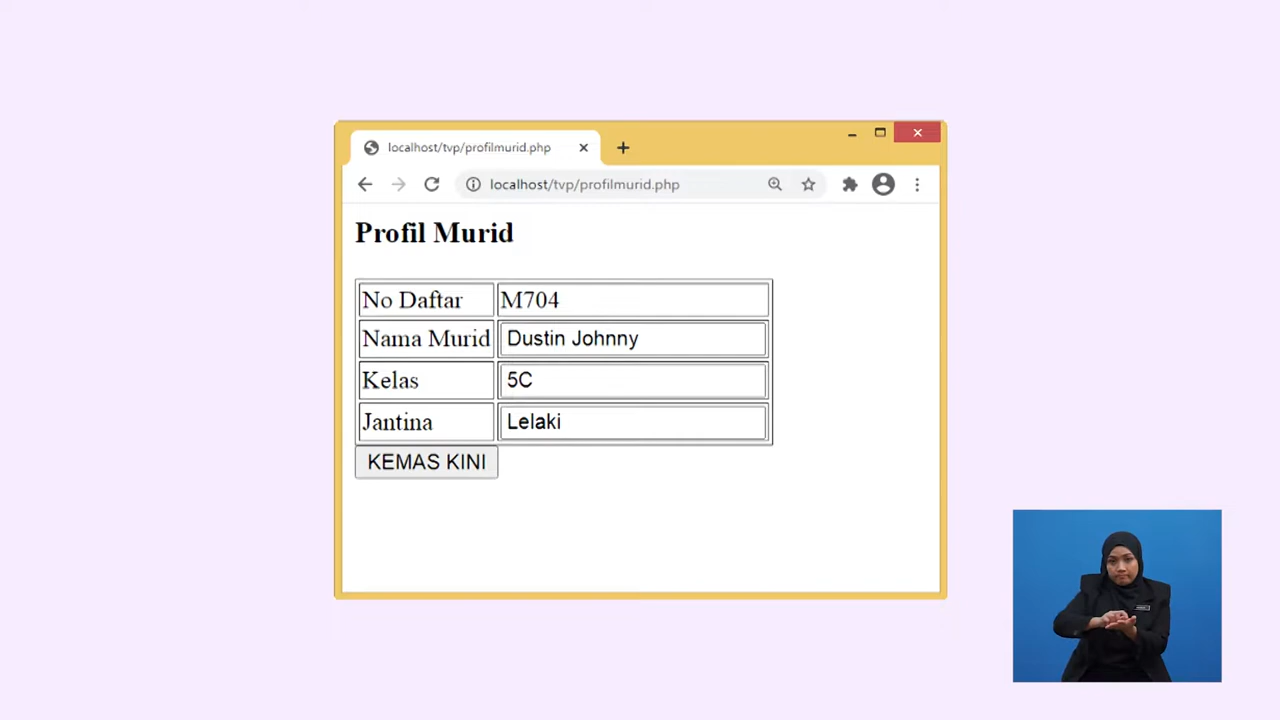 localhost/tvp/profilmurid.php
localhost/tvp/profilmurid.php
Profil Murid
No Daftar M704
Nama Murid Dustin Johnny
Kelas 5C
Jantina Lelaki
KEMAS KINI